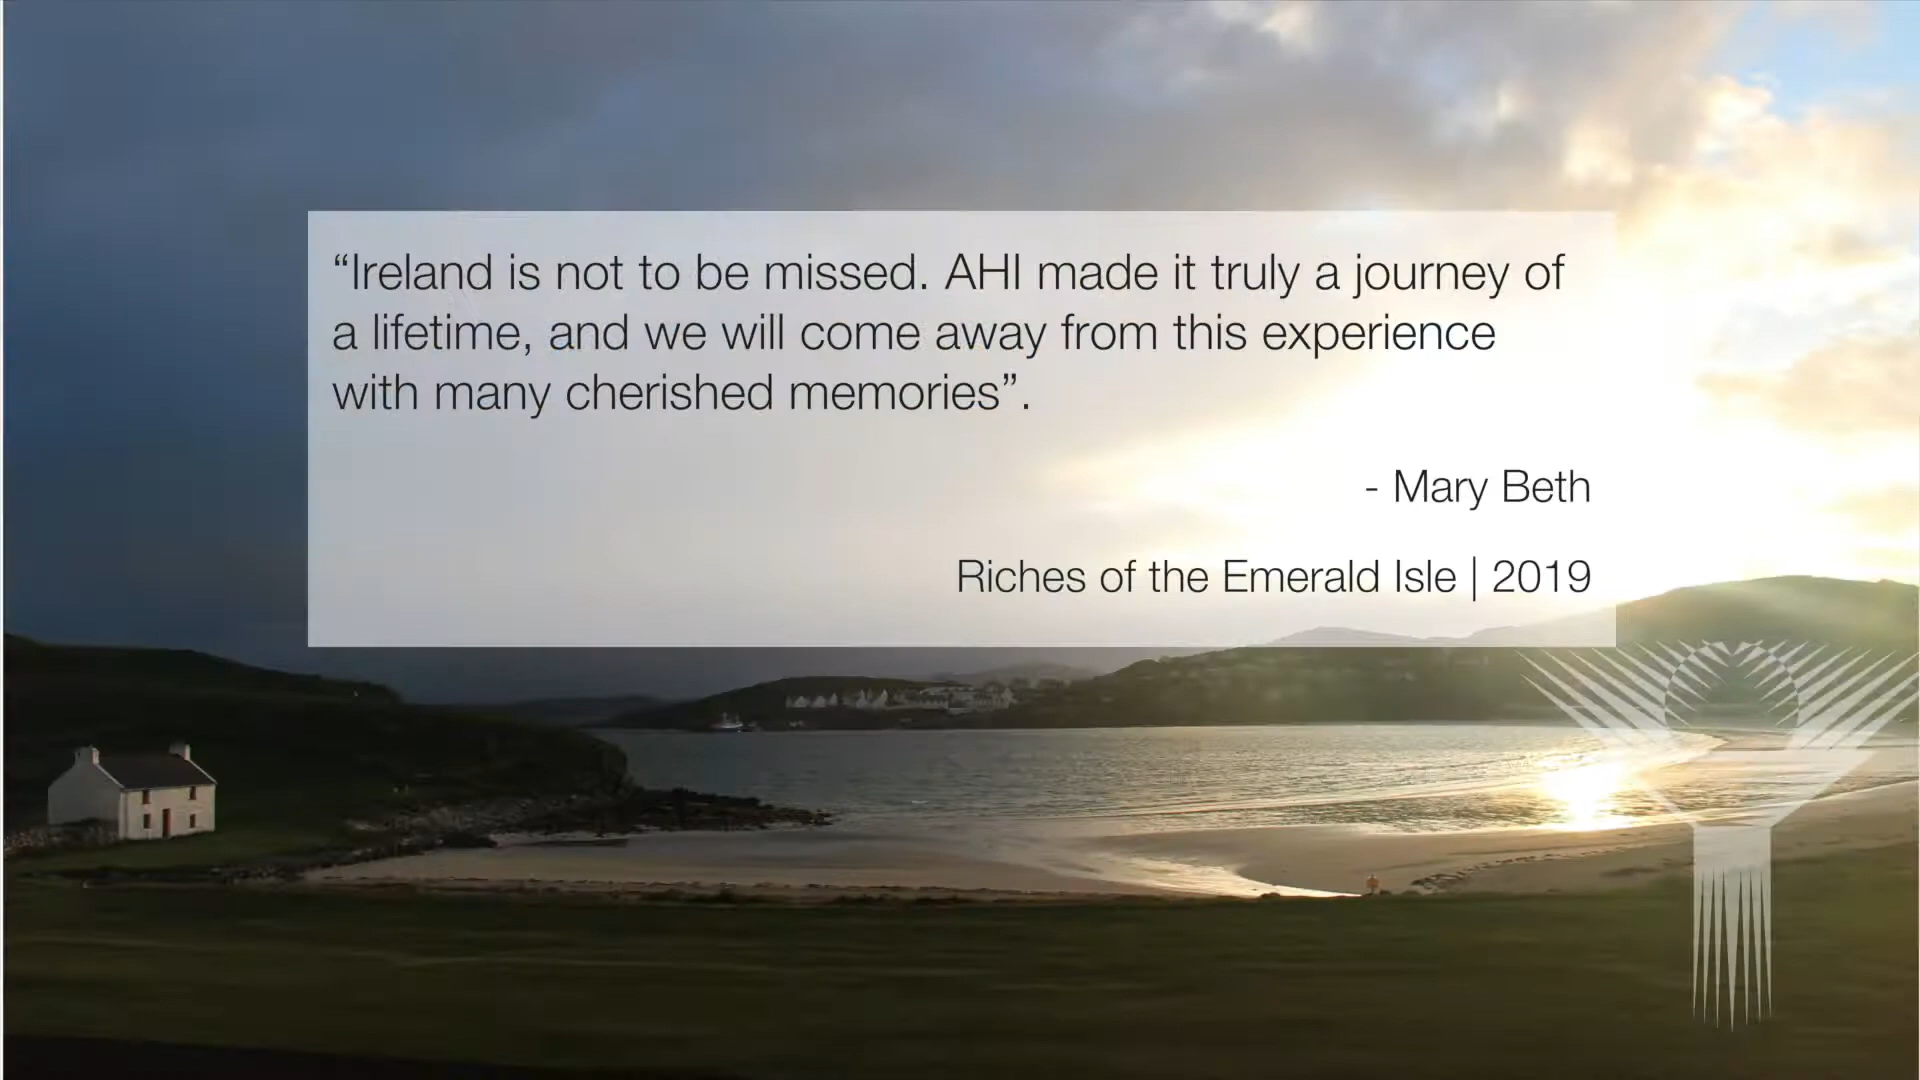 “Ireland is not to be missed. AHI made it truly a journey of
a lifetime, and we will come away from this experience
with many cherished memories”.
- Mary Beth
Riches of the Emerald Isle | 2019